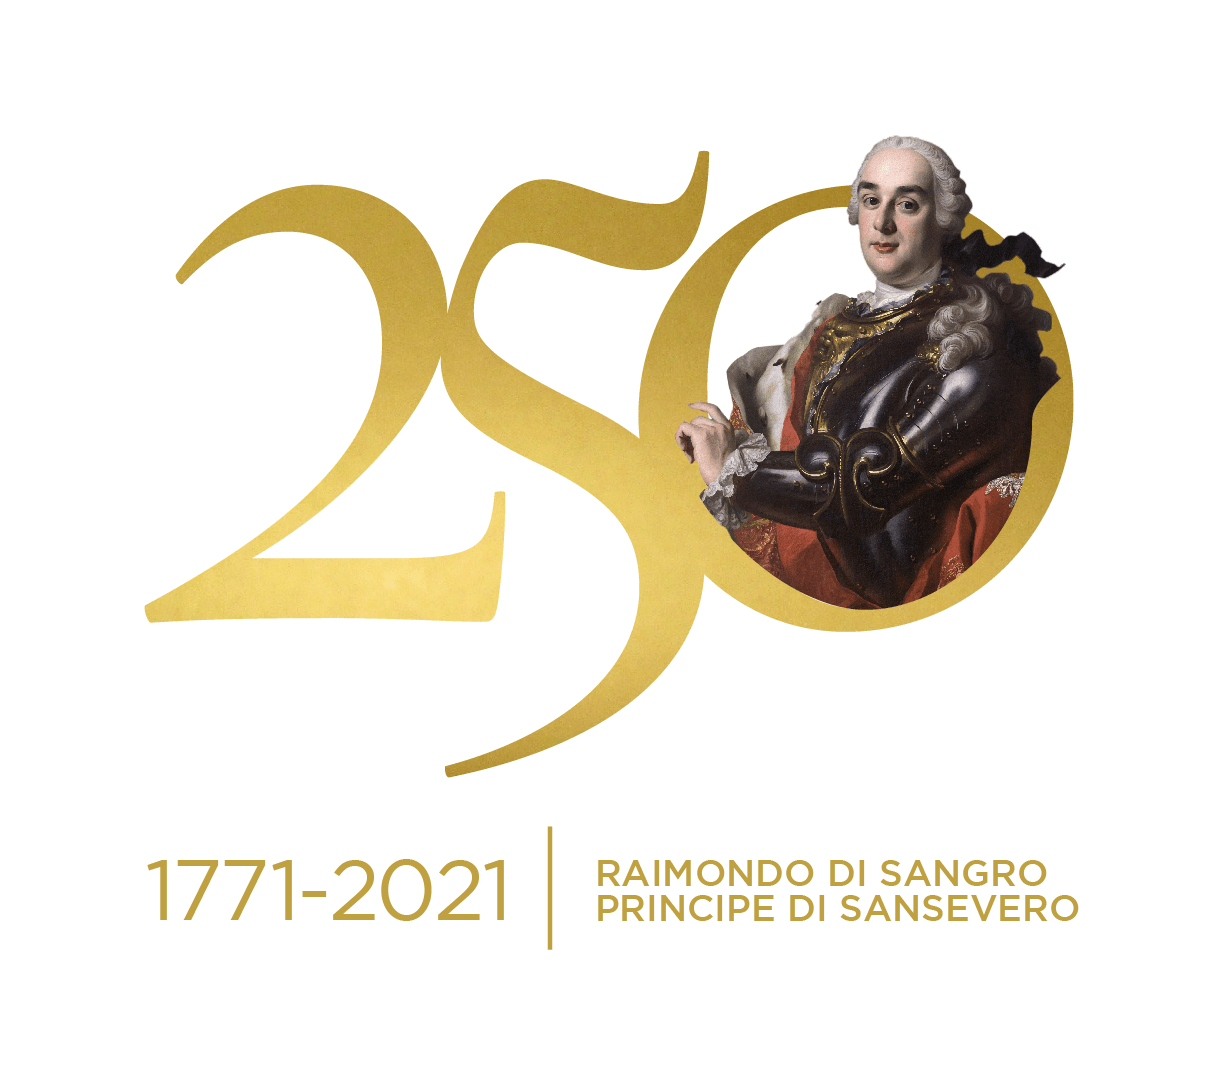 250
1771-2021
RAIMONDO DI SANGRO
PRINCIPE DI SANSEVERO